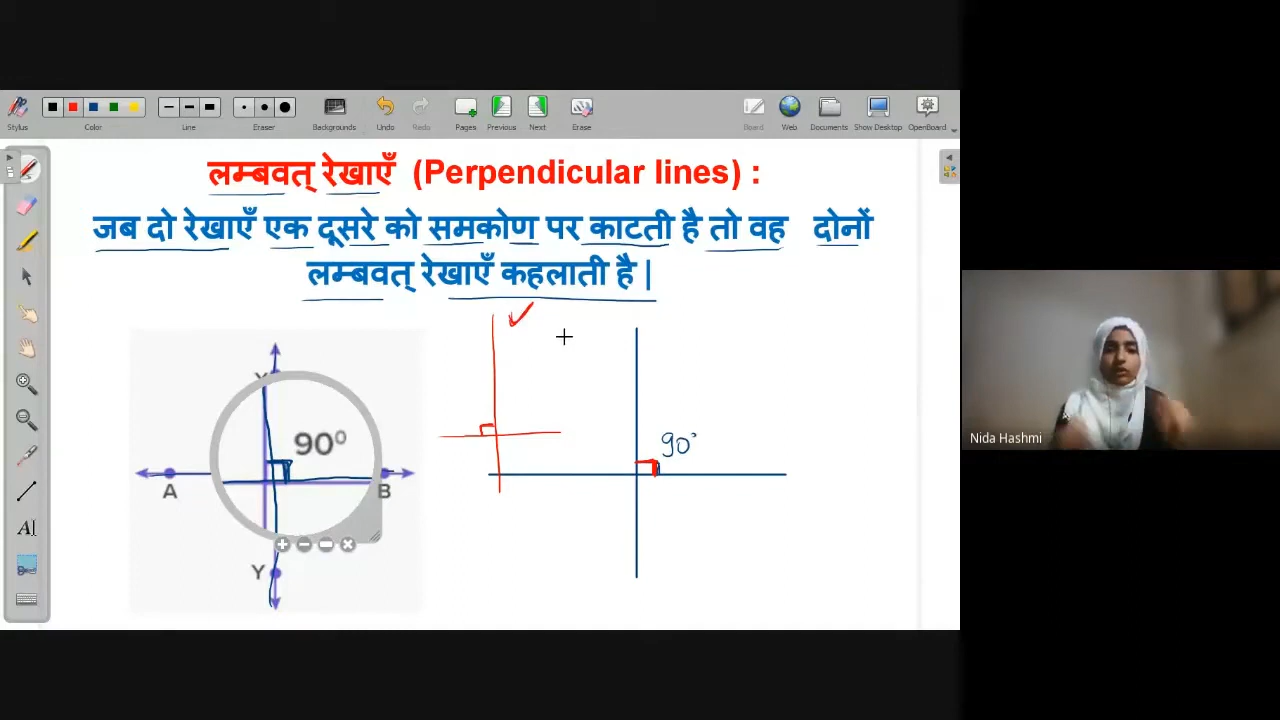 Stylus
Color
Line
Eraser
Backgrounds
Undo
Redo
Pages
Previous
Next
Erase
Board
Web
Documents
Show Desktop
OpenBoard
लम्बवत् रेखाएँ (Perpendicular lines) :
जब दो रेखाएँ एक दूसरे को समकोण पर काटती है तो वह दोनों
लम्बवत् रेखाएँ कहलाती है |
90⁰
90°
A
B
Y
Nida Hashmi